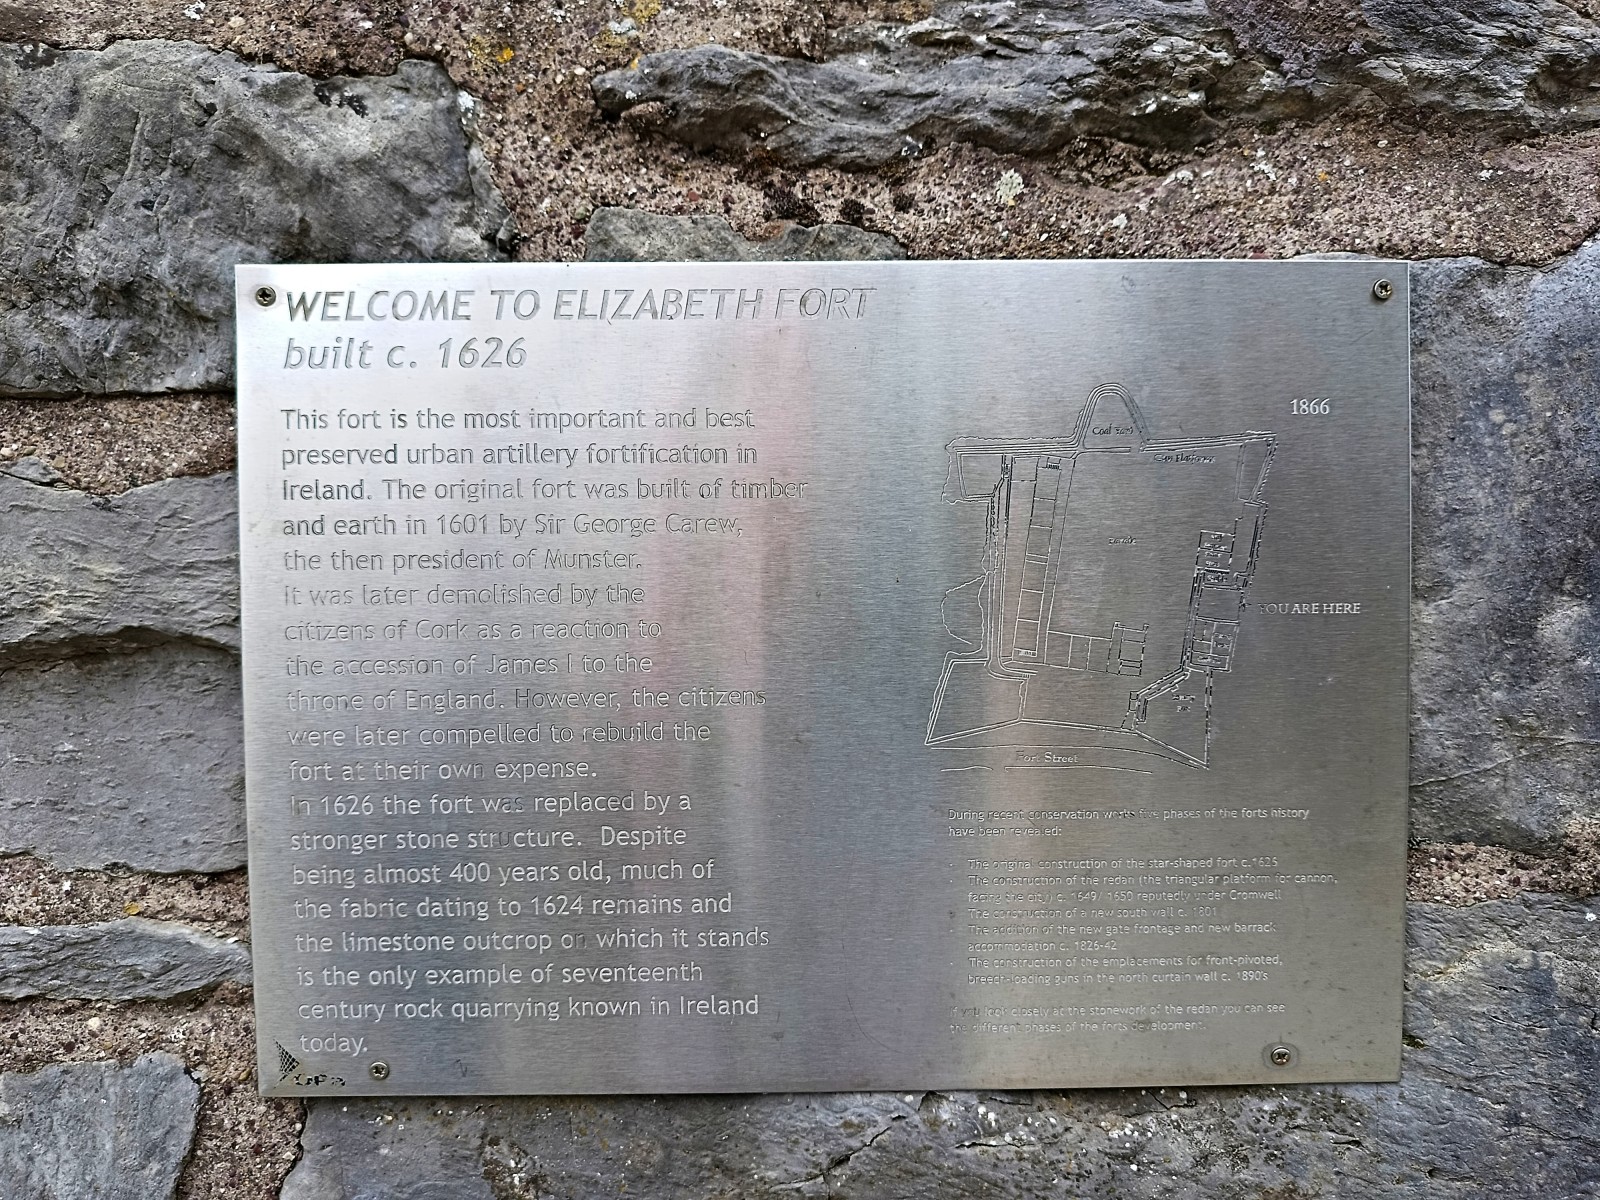 WELCOME TO ELIZABETH FORT
built c. 1626
This fort is the most important and best
preserved urban artillery fortification in
Ireland. The original fort was built of timber
and earth in 1601 by Sir George Carew,
the then president of Munster.
It was later demolished by the
citizens of Cork as a reaction to
the accession of James I to the
throne of England. However, the citizens
were later compelled to rebuild the
fort at their own expense.
In 1626 the fort was replaced by a
stronger stone structure. Despite
being almost 400 years old, much of
the fabric dating to 1624 remains and
the limestone outcrop on which it stands
is the only example of seventeenth
century rock quarrying known in Ireland
today.
1866
Coal Yard
Gun Platforms
YOU ARE HERE
Fort Street
During recent conservation works five phases of the forts history
have been revealed:
· The original construction of the star-shaped fort c.1625
· The construction of the redan (the triangular platform for cannon,
facing the city) c. 1649/ 1650 reputedly under Cromwell
· The construction of a new south wall c. 1801
· The addition of the new gate frontage and new barrack
accommodation c. 1826-42
· The construction of the emplacements for front-pivoted,
breech-loading guns in the north curtain wall c. 1890's
If you look closely at the stonework of the redan you can see
the different phases of the forts development.